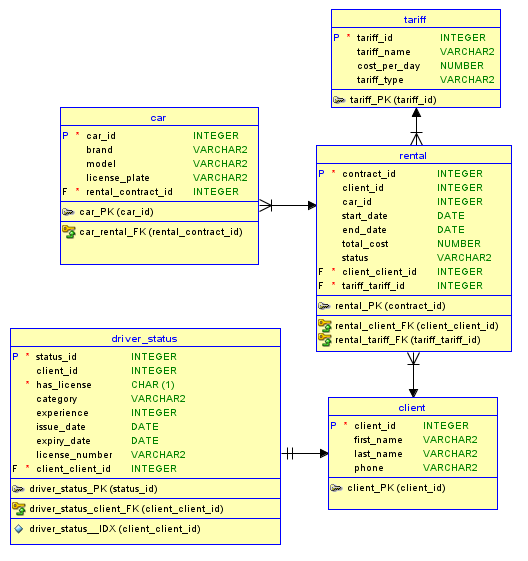 tariff
P * tariff_id INTEGER
tariff_name VARCHAR2
cost_per_day NUMBER
tariff_type VARCHAR2
tariff_PK (tariff_id)
car
P * car_id INTEGER
brand VARCHAR2
model VARCHAR2
license_plate VARCHAR2
F * rental_contract_id INTEGER
car_PK (car_id)
car_rental_FK (rental_contract_id)
rental
P * contract_id INTEGER
client_id INTEGER
car_id INTEGER
start_date DATE
end_date DATE
total_cost NUMBER
status VARCHAR2
F * client_client_id INTEGER
F * tariff_tariff_id INTEGER
rental_PK (contract_id)
rental_client_FK (client_client_id)
rental_tariff_FK (tariff_tariff_id)
driver_status
P * status_id INTEGER
client_id INTEGER
* has_license CHAR (1)
category VARCHAR2
experience INTEGER
issue_date DATE
expiry_date DATE
license_number VARCHAR2
F * client_client_id INTEGER
driver_status_PK (status_id)
driver_status_client_FK (client_client_id)
driver_status__IDX (client_client_id)
client
P * client_id INTEGER
first_name VARCHAR2
last_name VARCHAR2
phone VARCHAR2
client_PK (client_id)